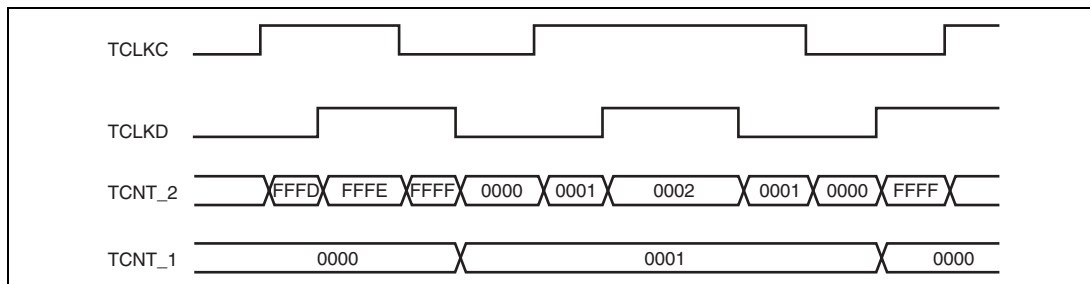 TCLKC
TCLKD
TCNT_2 FFFD FFFE FFFF 0000 0001 0002 0001 0000 FFFF
TCNT_1 0000 0001 0000